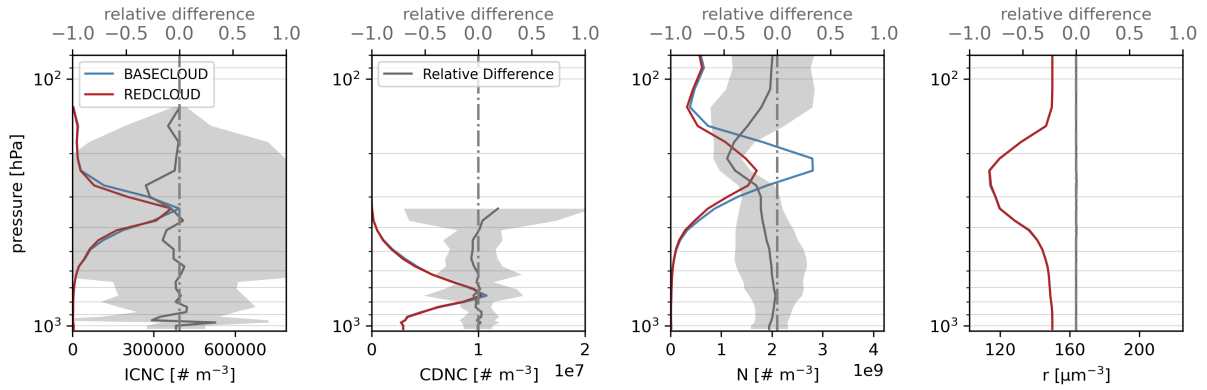 relative difference
−1.0 −0.5 0.0 0.5 1.0
BASECLOUD
REDCLOUD
10²
10³
pressure [hPa]
0 300000 600000
ICNC [# m⁻³]
relative difference
−1.0 −0.5 0.0 0.5 1.0
Relative Difference
10²
10³
0 1 2
1e7
CDNC [# m⁻³]
relative difference
−1.0 −0.5 0.0 0.5 1.0
10²
10³
0 1 2 3 4
1e9
N [# m⁻³]
relative difference
−1.0 −0.5 0.0 0.5 1.0
10²
10³
120 160 200
r [μm⁻³]